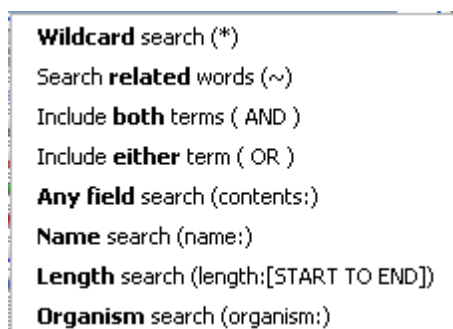 Wildcard search (*)
Search related words (~)
Include both terms ( AND )
Include either term ( OR )
Any field search (contents:)
Name search (name:)
Length search (length:[START TO END])
Organism search (organism:)